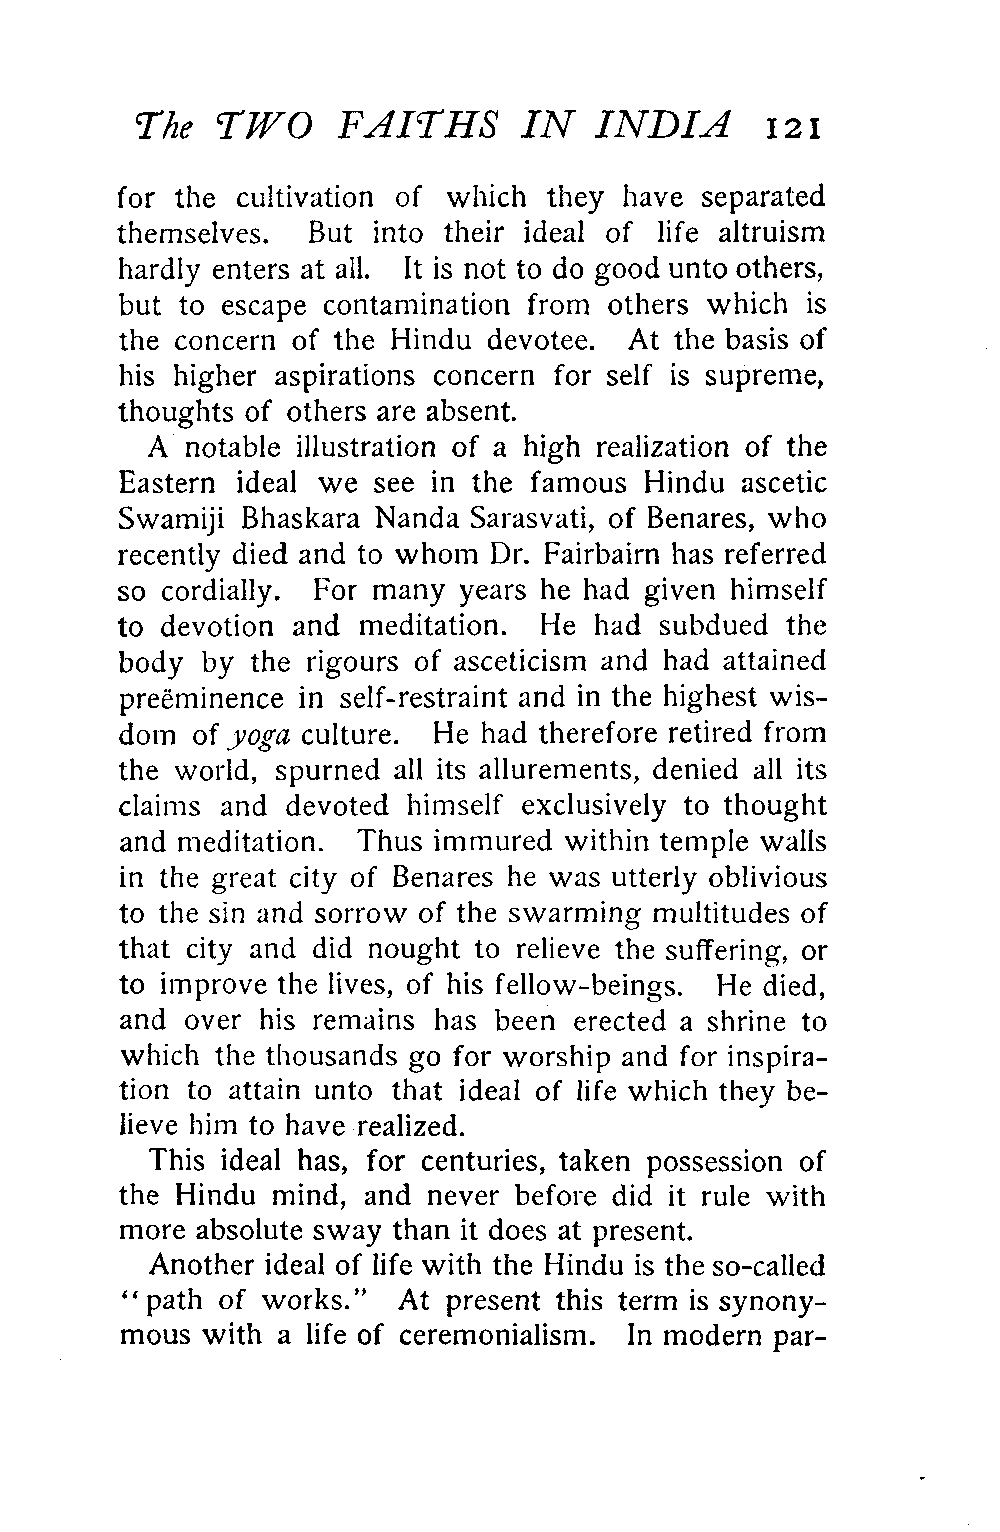 The TWO FAITHS IN INDIA 121
for the cultivation of which they have separated
themselves. But into their ideal of life altruism
hardly enters at all. It is not to do good unto others,
but to escape contamination from others which is
the concern of the Hindu devotee. At the basis of
his higher aspirations concern for self is supreme,
thoughts of others are absent.
A notable illustration of a high realization of the
Eastern ideal we see in the famous Hindu ascetic
Swamiji Bhaskara Nanda Sarasvati, of Benares, who
recently died and to whom Dr. Fairbairn has referred
so cordially. For many years he had given himself
to devotion and meditation. He had subdued the
body by the rigours of asceticism and had attained
preëminence in self-restraint and in the highest wis-
dom of yoga culture. He had therefore retired from
the world, spurned all its allurements, denied all its
claims and devoted himself exclusively to thought
and meditation. Thus immured within temple walls
in the great city of Benares he was utterly oblivious
to the sin and sorrow of the swarming multitudes of
that city and did nought to relieve the suffering, or
to improve the lives, of his fellow-beings. He died,
and over his remains has been erected a shrine to
which the thousands go for worship and for inspira-
tion to attain unto that ideal of life which they be-
lieve him to have realized.
This ideal has, for centuries, taken possession of
the Hindu mind, and never before did it rule with
more absolute sway than it does at present.
Another ideal of life with the Hindu is the so-called
"path of works." At present this term is synony-
mous with a life of ceremonialism. In modern par-